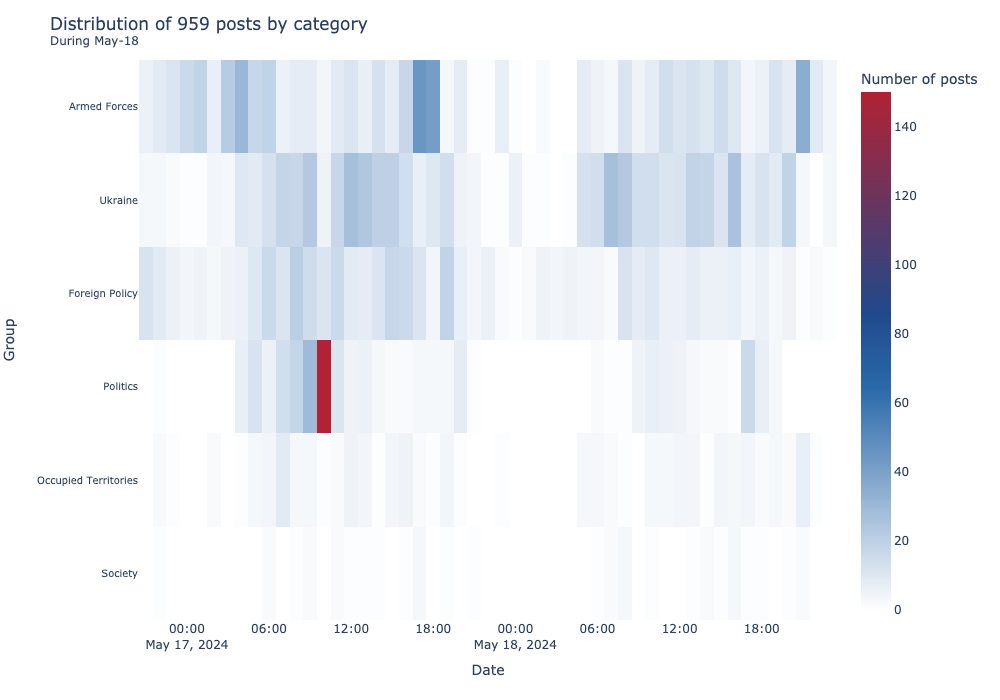 Distribution of 959 posts by category
During May-18
Number of posts
Armed Forces
Ukraine
Foreign Policy
Politics
Occupied Territories
Society
Group
140
120
100
80
60
40
20
0
00:00 06:00 12:00 18:00 00:00 06:00 12:00 18:00
May 17, 2024 May 18, 2024
Date